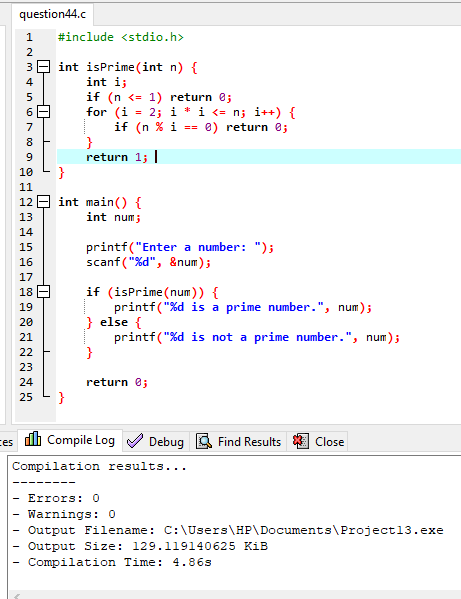 question44.c
1 #include <stdio.h>
2
3 int isPrime(int n) {
4 int i;
5 if (n <= 1) return 0;
6 for (i = 2; i * i <= n; i++) {
7 if (n % i == 0) return 0;
8 }
9 return 1;
10 }
11
12 int main() {
13 int num;
14
15 printf("Enter a number: ");
16 scanf("%d", &num);
17
18 if (isPrime(num)) {
19 printf("%d is a prime number.", num);
20 } else {
21 printf("%d is not a prime number.", num);
22 }
23
24 return 0;
25 }
Compile Log Debug Find Results Close
Compilation results...
--------
- Errors: 0
- Warnings: 0
- Output Filename: C:\Users\HP\Documents\Project13.exe
- Output Size: 129.119140625 KiB
- Compilation Time: 4.86s